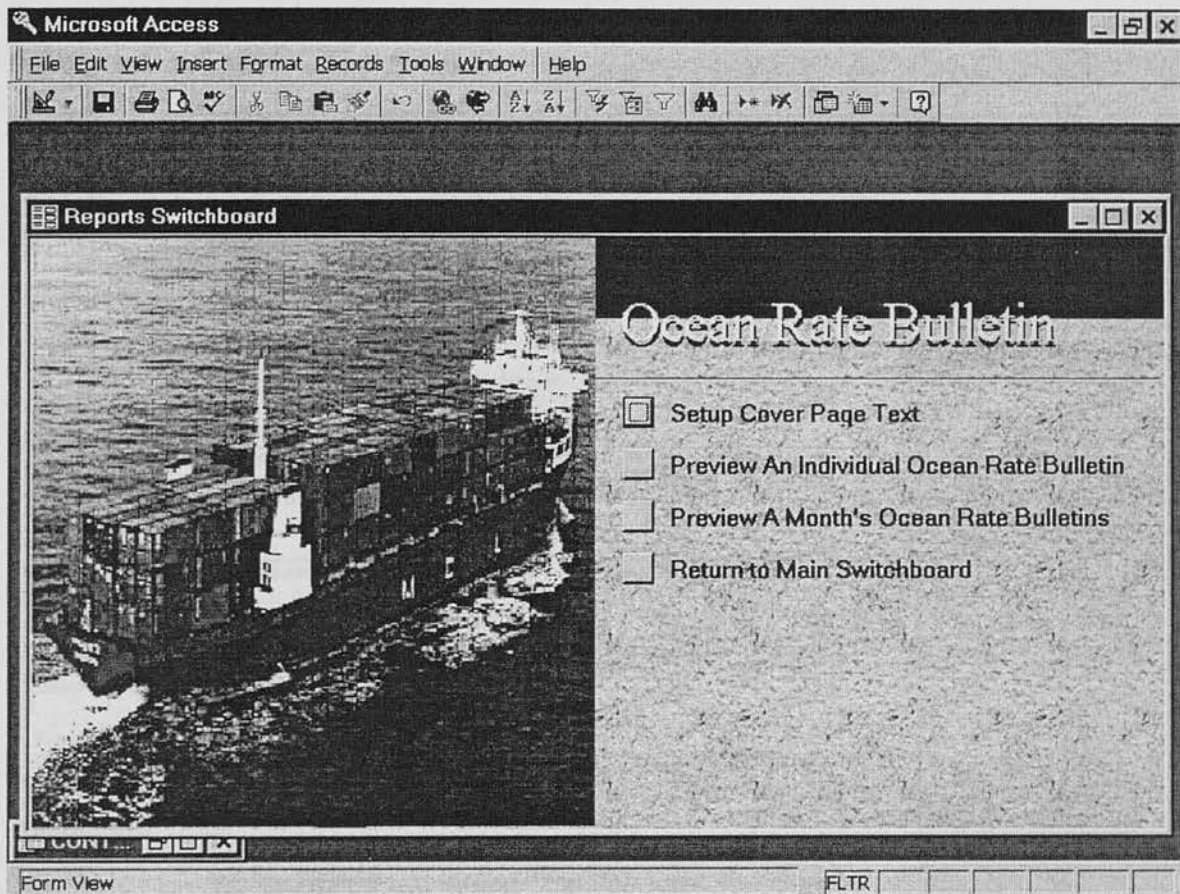 Microsoft Access
File Edit View Insert Format Records Tools Window Help
Reports Switchboard
Ocean Rate Bulletin
Setup Cover Page Text
Preview An Individual Ocean Rate Bulletin
Preview A Month's Ocean Rate Bulletins
Return to Main Switchboard
CONT...
Form View FLTR